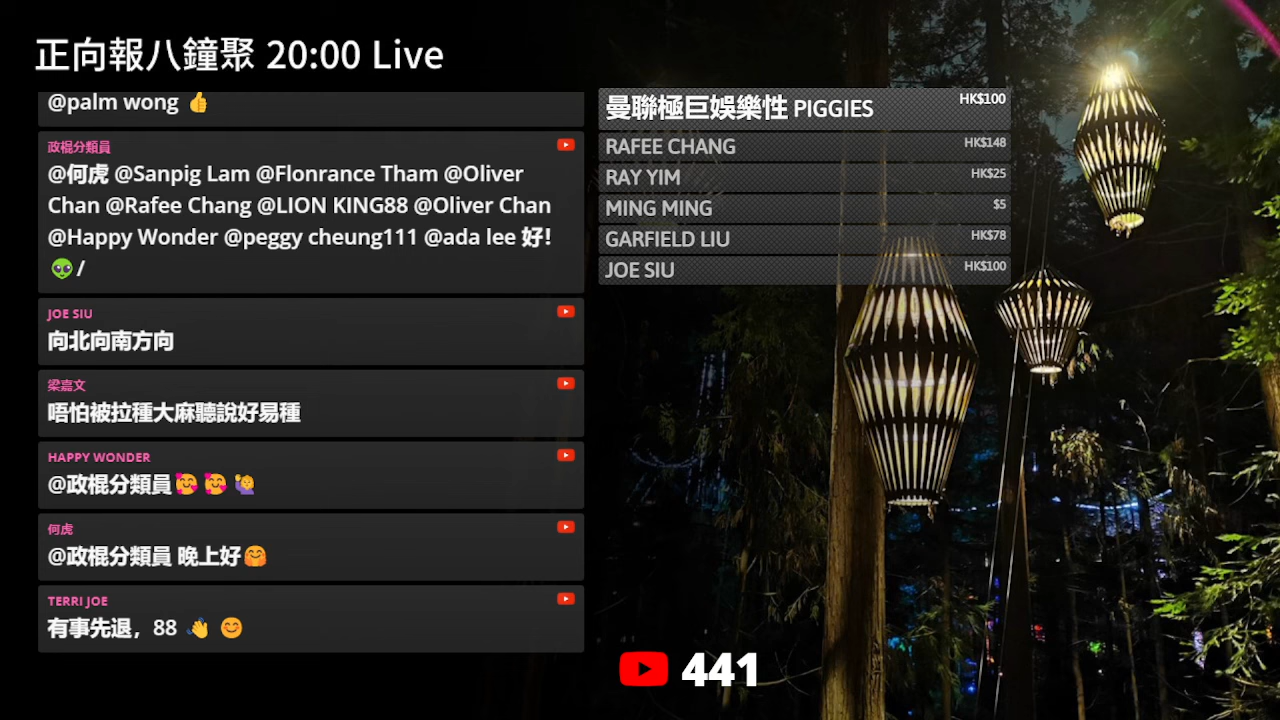 正向報八鐘聚 20:00 Live
@palm wong 👍
政棍分類員
@何虎 @Sanpig Lam @Flonrance Tham @Oliver
Chan @Rafee Chang @LION KING88 @Oliver Chan
@Happy Wonder @peggy cheung111 @ada lee 好!
👽/
JOE SIU
向北向南方向
梁嘉文
唔怕被拉種大麻聽說好易種
HAPPY WONDER
@政棍分類員🥰 🥰 🙋
何虎
@政棍分類員 晚上好🤗
TERRI JOE
有事先退，88 👋 😊
曼聯極巨娛樂性 PIGGIES HK$100
RAFEE CHANG HK$148
RAY YIM HK$25
MING MING $5
GARFIELD LIU HK$78
JOE SIU HK$100
441